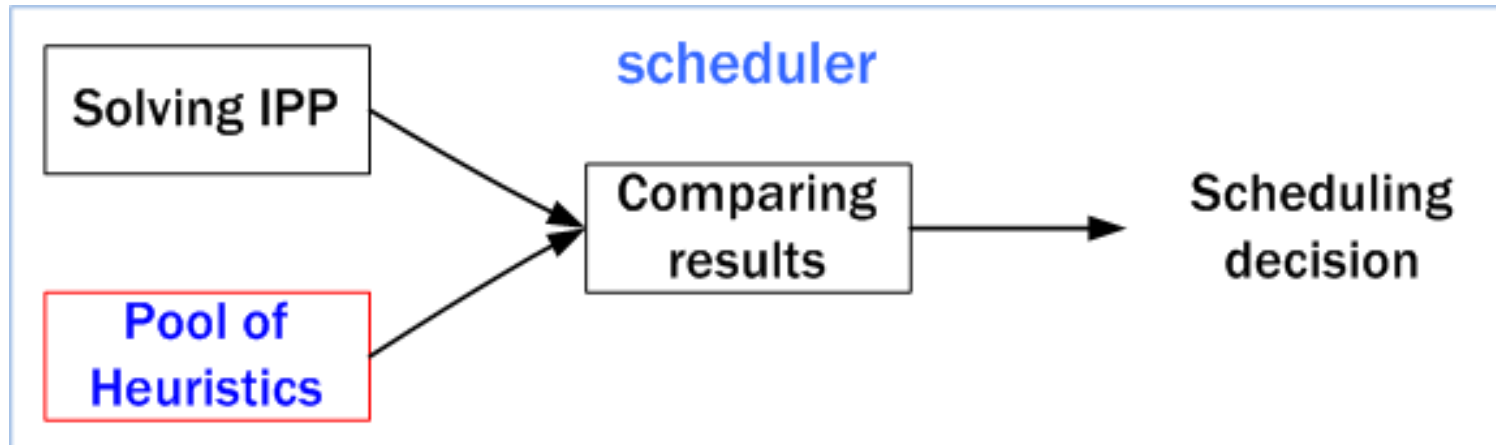 scheduler
Solving IPP
Comparing
results
Scheduling
decision
Pool of
Heuristics